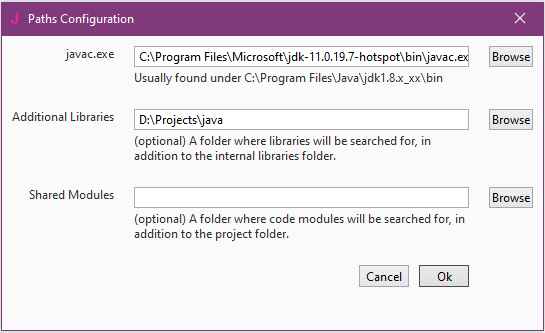 J Paths Configuration
javac.exe C:\Program Files\Microsoft\jdk-11.0.19.7-hotspot\bin\javac.ex Browse
Usually found under C:\Program Files\Java\jdk1.8.x_xx\bin
Additional Libraries D:\Projects\java Browse
(optional) A folder where libraries will be searched for, in
addition to the internal libraries folder.
Shared Modules Browse
(optional) A folder where code modules will be searched for, in
addition to the project folder.
Cancel Ok